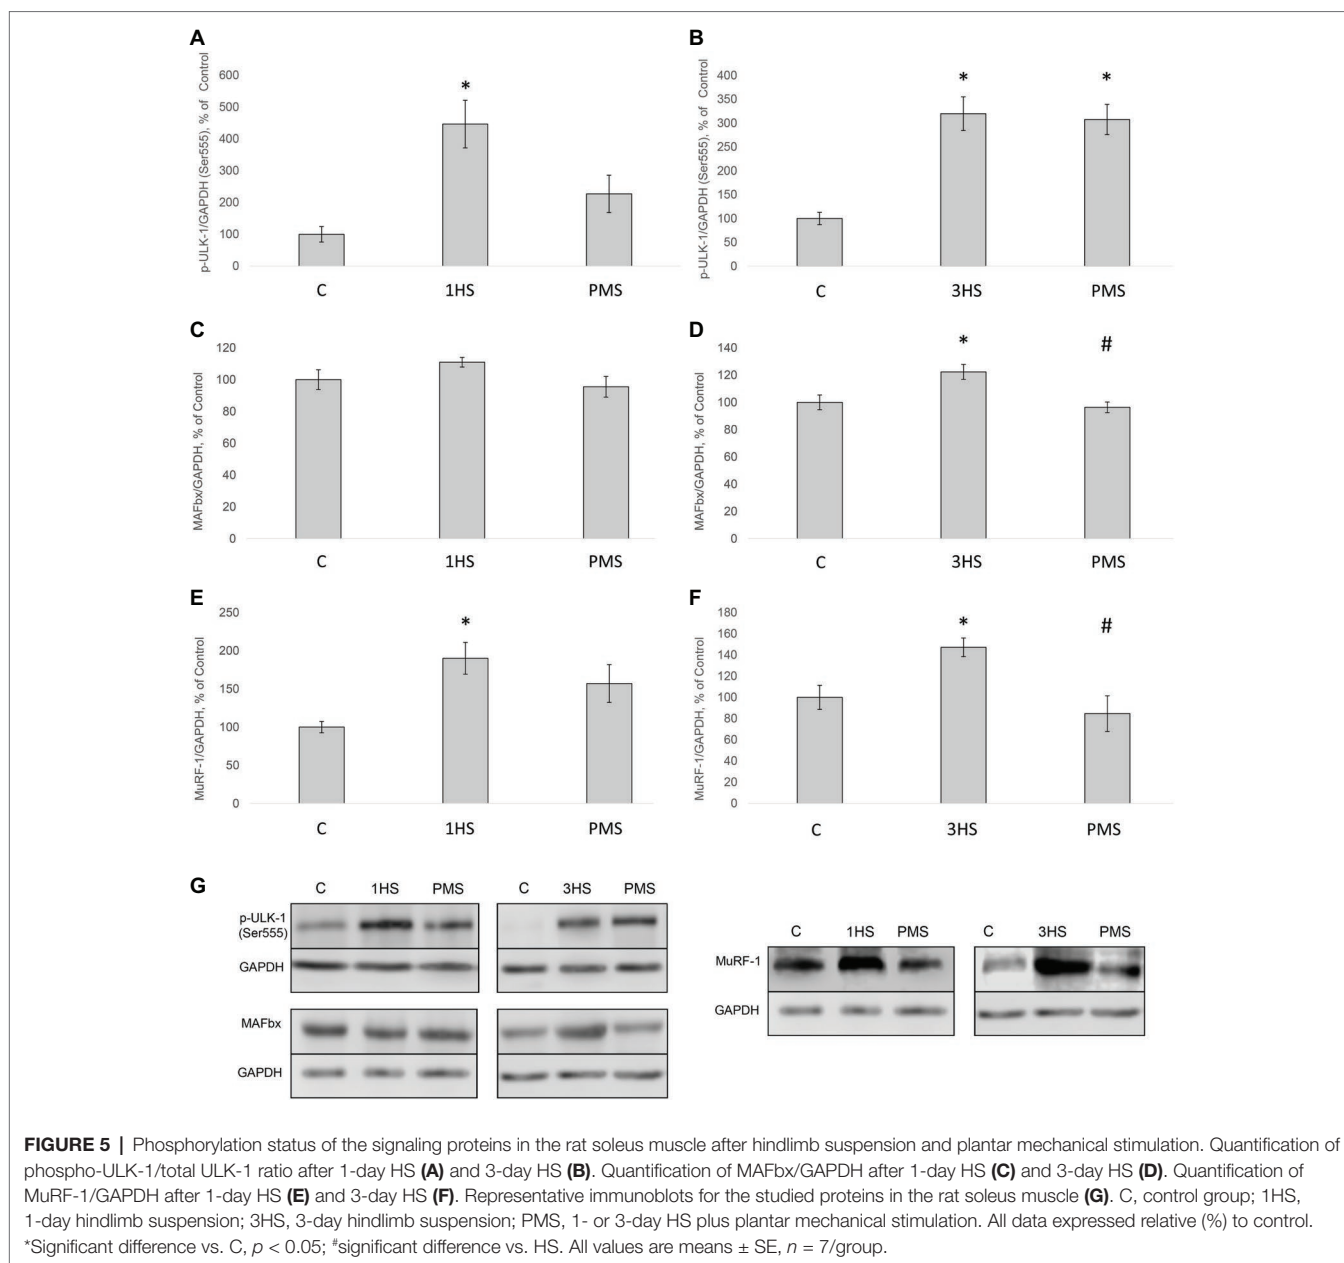 A
p-ULK-1/GAPDH (Ser555), % of Control
600
500
400
300
200
100
0
*
C 1HS PMS
B
p-ULK-1/GAPDH (Ser555), % of Control
400
350
300
250
200
150
100
50
0
* *
C 3HS PMS
C
MAFbx/GAPDH, % of Control
120
100
80
60
40
20
0
C 1HS PMS
D
MAFbx/GAPDH, % of Control
140
120
100
80
60
40
20
0
* #
C 3HS PMS
E
MuRF-1/GAPDH, % of Control
250
200
150
100
50
0
*
C 1HS PMS
F
MuRF-1/GAPDH, % of Control
180
160
140
120
100
80
60
40
20
0
* #
C 3HS PMS
G
C 1HS PMS C 3HS PMS
p-ULK-1
(Ser555)
GAPDH
MAFbx
GAPDH
C 1HS PMS C 3HS PMS
MuRF-1
GAPDH
FIGURE 5 | Phosphorylation status of the signaling proteins in the rat soleus muscle after hindlimb suspension and plantar mechanical stimulation. Quantification of
phospho-ULK-1/total ULK-1 ratio after 1-day HS (A) and 3-day HS (B). Quantification of MAFbx/GAPDH after 1-day HS (C) and 3-day HS (D). Quantification of
MuRF-1/GAPDH after 1-day HS (E) and 3-day HS (F). Representative immunoblots for the studied proteins in the rat soleus muscle (G). C, control group; 1HS,
1-day hindlimb suspension; 3HS, 3-day hindlimb suspension; PMS, 1- or 3-day HS plus plantar mechanical stimulation. All data expressed relative (%) to control.
*Significant difference vs. C, p < 0.05; #significant difference vs. HS. All values are means ± SE, n = 7/group.